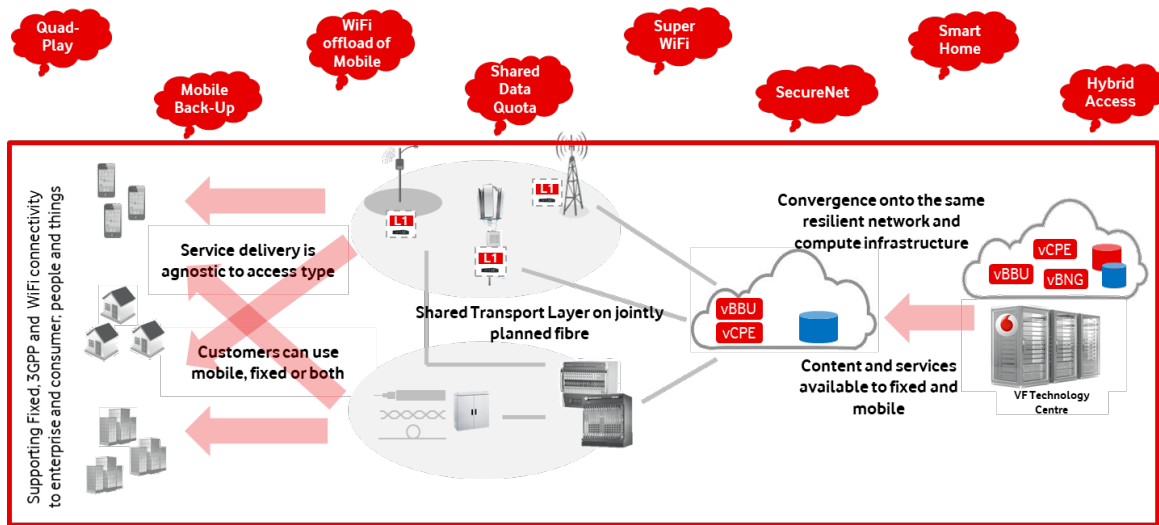 Quad-
Play
Mobile
Back-Up
WiFi
offload of
Mobile
Shared
Data
Quota
Super
WiFi
SecureNet
Smart
Home
Hybrid
Access
Supporting Fixed, 3GPP and WiFi connectivity
to enterprise and consumer, people and things
Service delivery is
agnostic to access type
Customers can use
mobile, fixed or both
L1
L1
L1
Shared Transport Layer on jointly
planned fibre
Convergence onto the same
resilient network and
compute infrastructure
vBBU
vCPE
Content and services
available to fixed and
mobile
vCPE
vBBU
vBNG
VF Technology
Centre